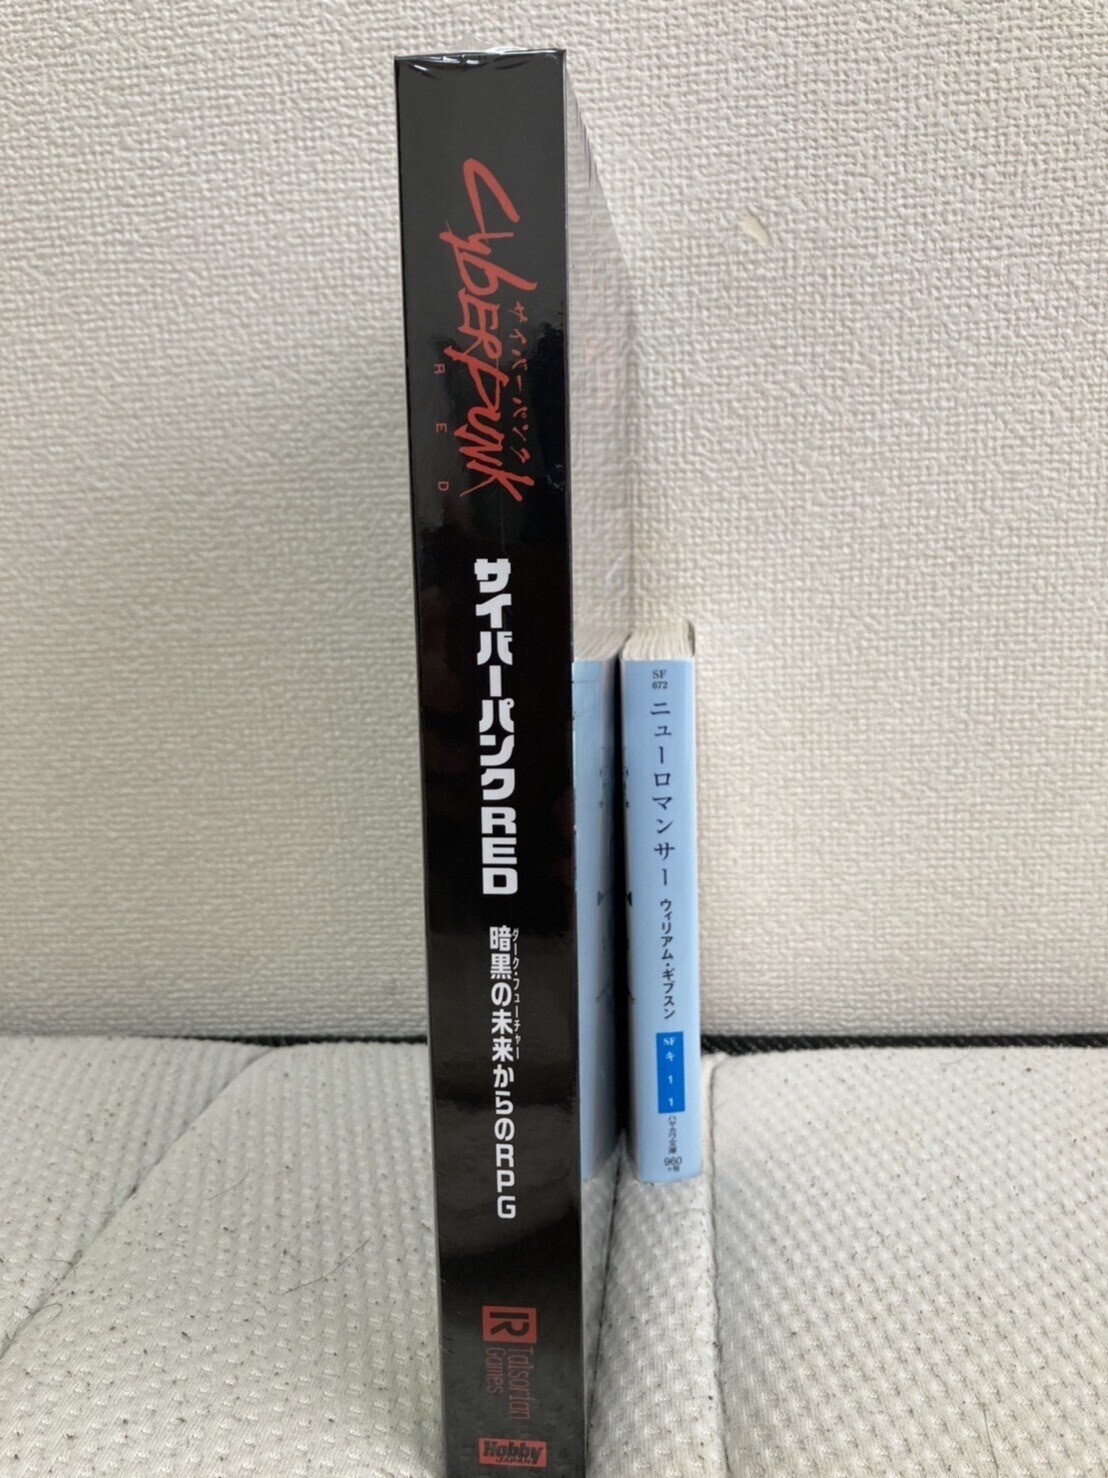 cyberpunk
サイバーパンク
RED
サイバーパンクRED
ダーク・フューチャー
暗黒の未来からのRPG
R
Talsorian
Games
Hobby
JAPAN
SF
672
ニューロマンサー
ウィリアム・ギブスン
SF
キ
1
1
ハヤカワ文庫
960
+税